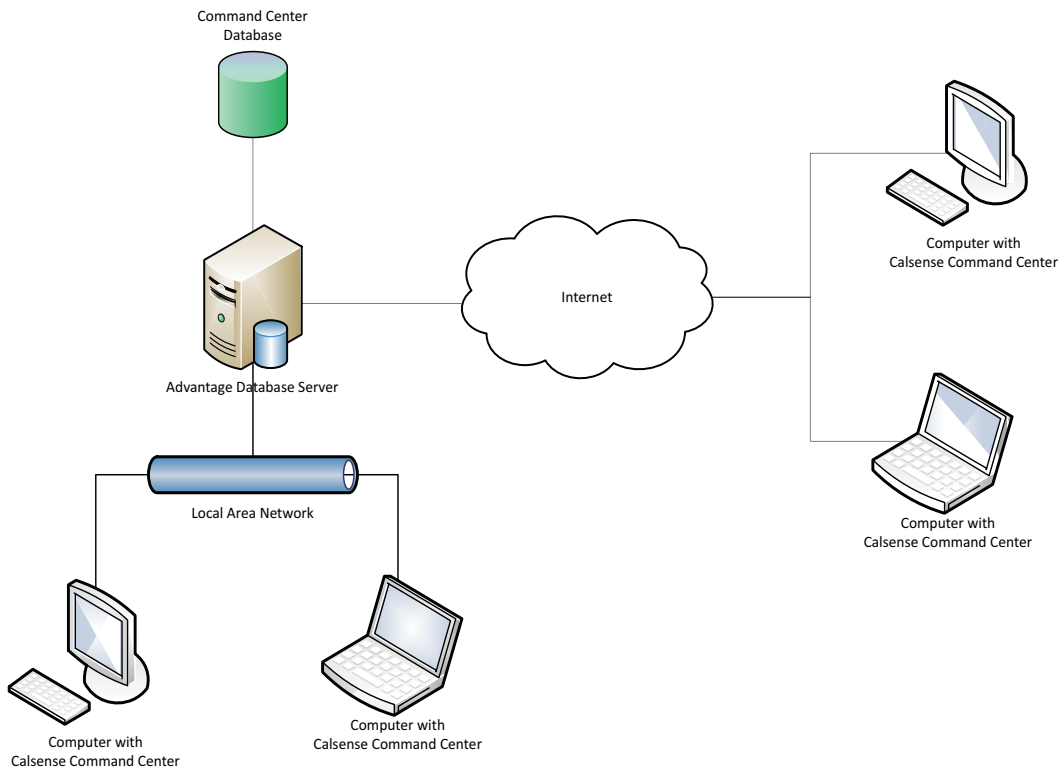 Command Center
Database
Computer with
Calsense Command Center
Internet
Advantage Database Server
Local Area Network
Computer with
Calsense Command Center
Computer with
Calsense Command Center
Computer with
Calsense Command Center